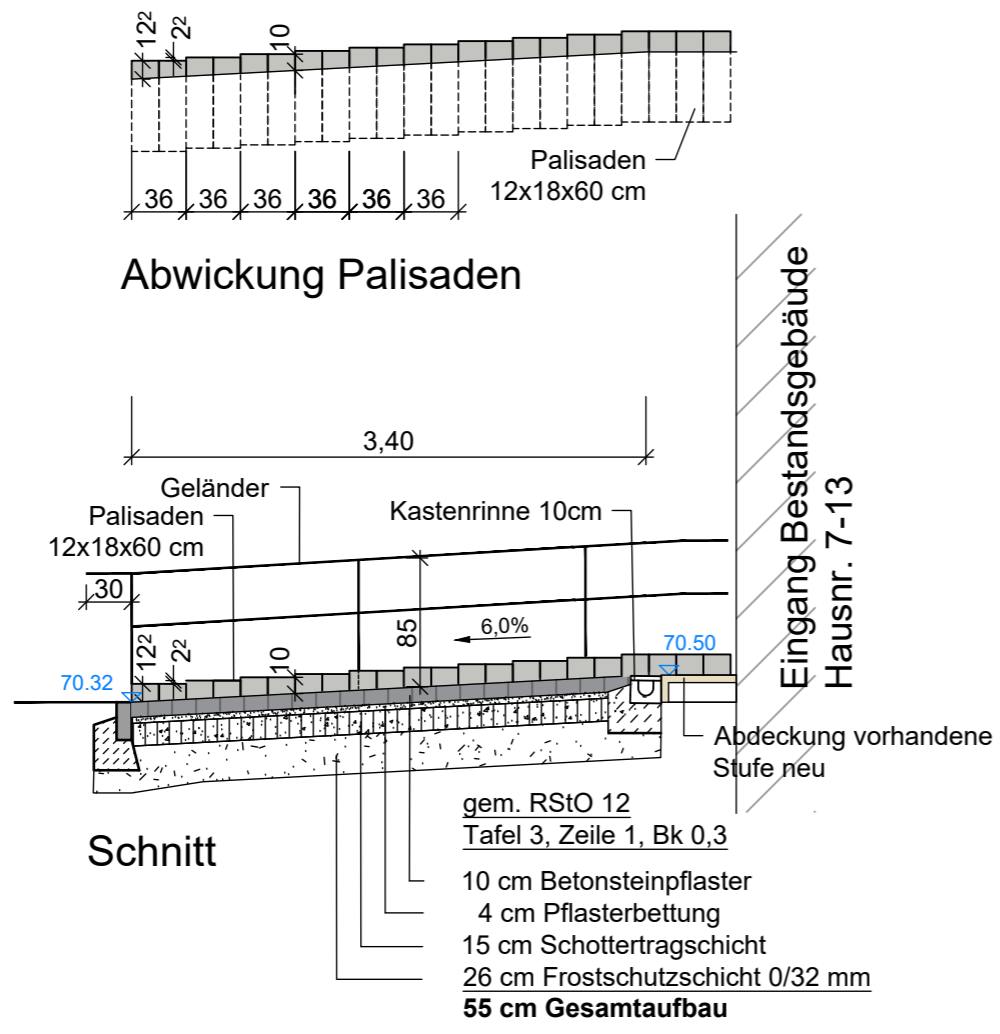 12²
2²
10
Palisaden
12x18x60 cm
36 36 36 36 36 36
Abwickung Palisaden
3,40
Geländer
Palisaden
12x18x60 cm
Kastenrinne 10cm
30
85
6,0%
12²
2²
10
70.32
70.50
Eingang Bestandsgebäude
Hausnr. 7-13
Abdeckung vorhandene
Stufe neu
Schnitt
gem. RStO 12
Tafel 3, Zeile 1, Bk 0,3
10 cm Betonsteinpflaster
4 cm Pflasterbettung
15 cm Schottertragschicht
26 cm Frostschutzschicht 0/32 mm
55 cm Gesamtaufbau